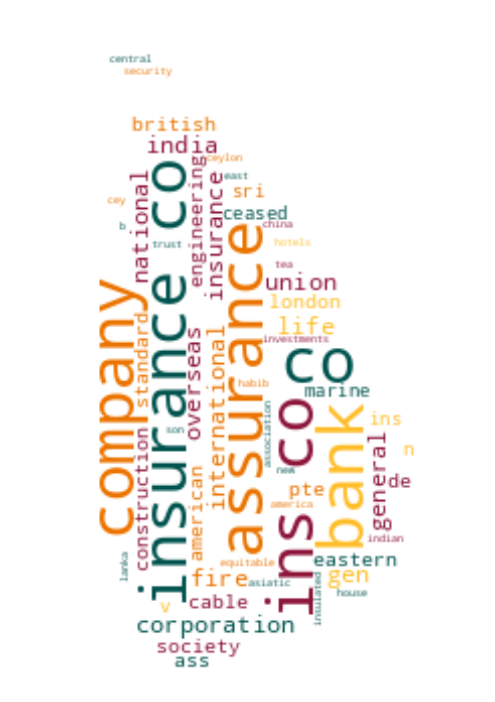 central
security
british
india
ceylon
national
engineering
insurance
east
sri
cey
ceased
b
china
trust
hotels
insurance co
assurance
tea
union
company
london
standard
life
overseas
international
investments
co
habib
marine
construction
son
association
ins co
bank
ins
general
n
american
new
pte
de
america
indian
lanka
equitable
eastern
fire
asiatic
gen
insulated
house
v
cable
corporation
society
ass